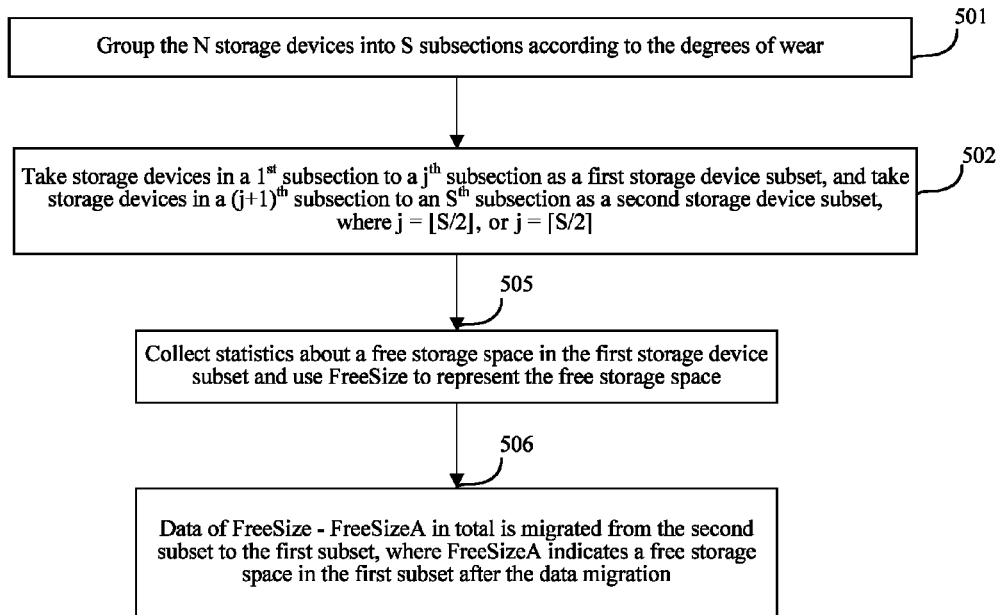 501
Group the N storage devices into S subsections according to the degrees of wear
502
Take storage devices in a 1st subsection to a jth subsection as a first storage device subset, and take
storage devices in a (j+1)th subsection to an Sth subsection as a second storage device subset,
where j = ⌊S/2⌋, or j = ⌈S/2⌉
505
Collect statistics about a free storage space in the first storage device
subset and use FreeSize to represent the free storage space
506
Data of FreeSize - FreeSizeA in total is migrated from the second
subset to the first subset, where FreeSizeA indicates a free storage
space in the first subset after the data migration